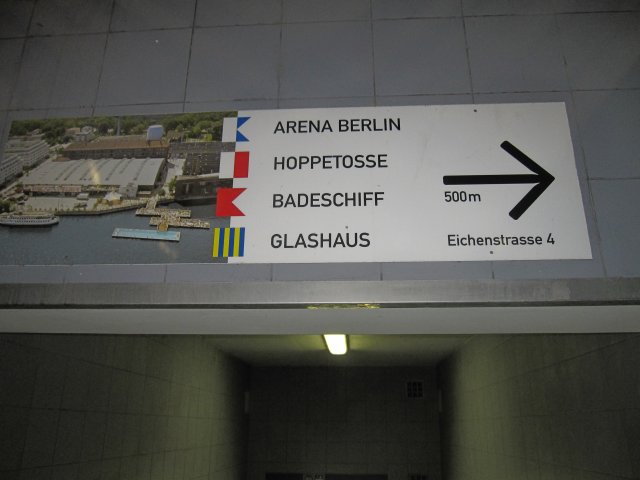 ARENA BERLIN
HOPPETOSSE
BADESCHIFF
GLASHAUS
500m
Eichenstrasse 4